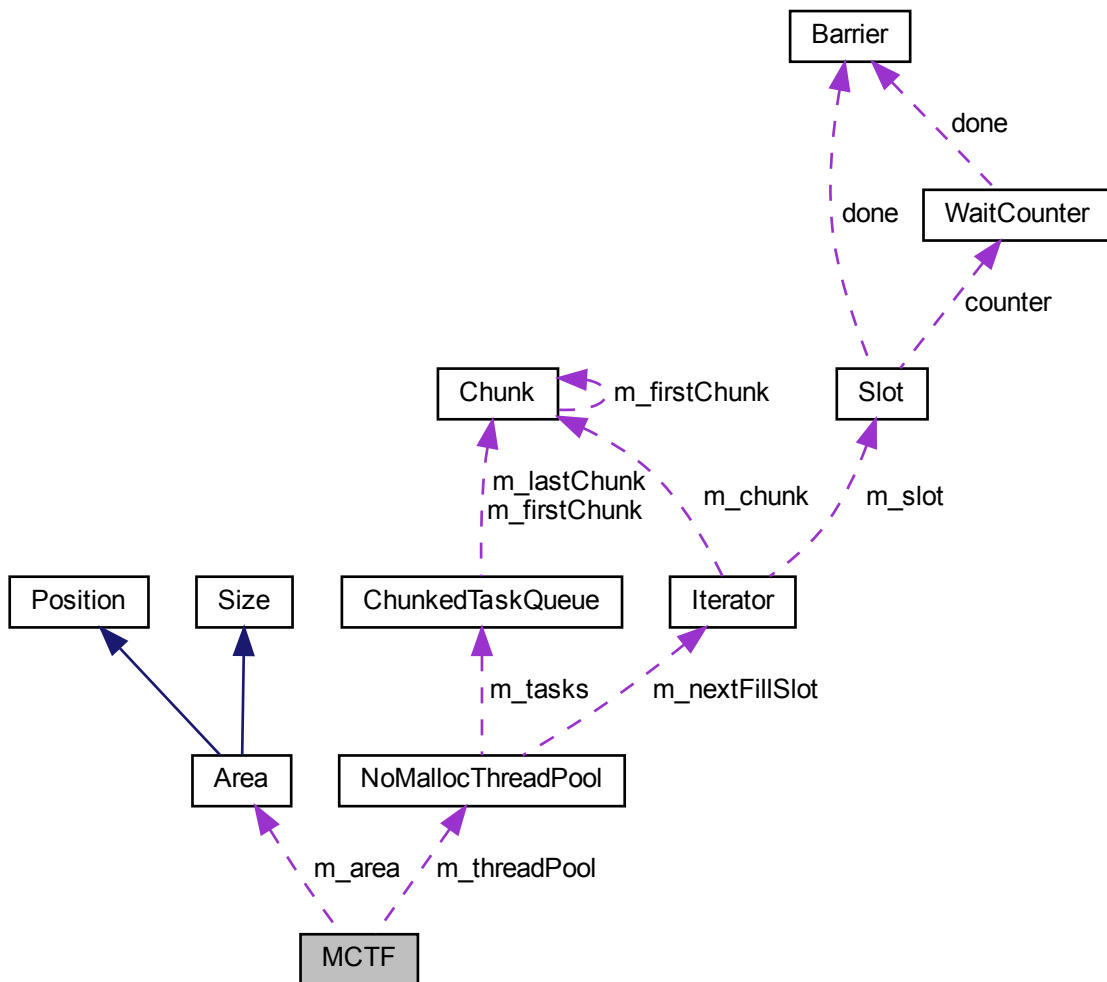 Barrier
done
WaitCounter
done
counter
Chunk
m_firstChunk
Slot
m_lastChunk
m_firstChunk
m_chunk
m_slot
Position
Size
ChunkedTaskQueue
Iterator
m_tasks
m_nextFillSlot
Area
NoMallocThreadPool
m_area
m_threadPool
MCTF